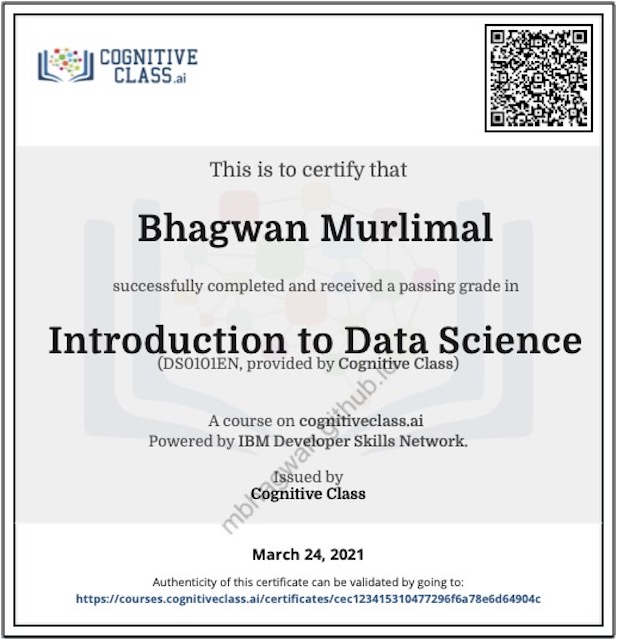 COGNITIVE
CLASS.ai
This is to certify that
Bhagwan Murlimal
successfully completed and received a passing grade in
Introduction to Data Science
(DS0101EN, provided by Cognitive Class)
A course on cognitiveclass.ai
Powered by IBM Developer Skills Network.
mbhagwan.github.io
Issued by
Cognitive Class
March 24, 2021
Authenticity of this certificate can be validated by going to:
https://courses.cognitiveclass.ai/certificates/cec123415310477296f6a78e6d64904c